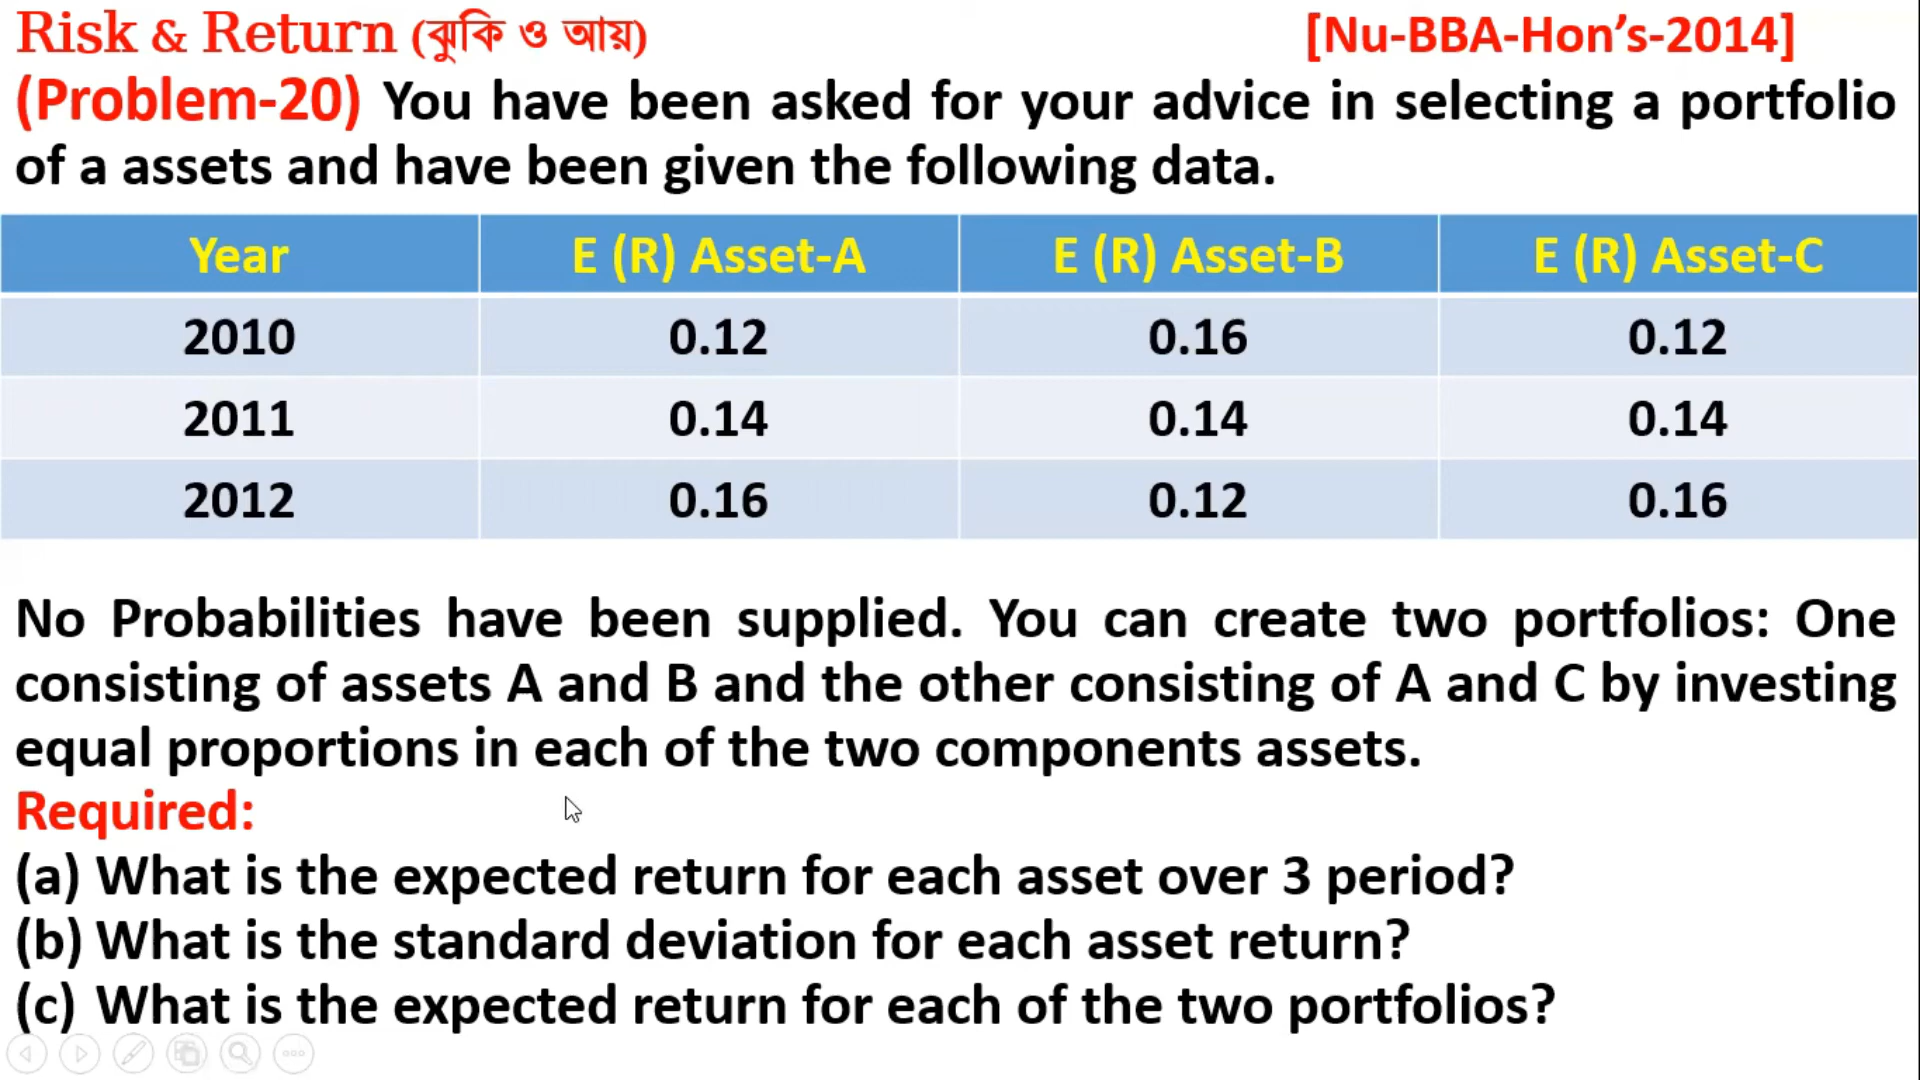 Risk & Return (ঝুকি ও আয়) [Nu-BBA-Hon’s-2014]
(Problem-20) You have been asked for your advice in selecting a portfolio
of a assets and have been given the following data.
Year E (R) Asset-A E (R) Asset-B E (R) Asset-C
2010 0.12 0.16 0.12
2011 0.14 0.14 0.14
2012 0.16 0.12 0.16
No Probabilities have been supplied. You can create two portfolios: One
consisting of assets A and B and the other consisting of A and C by investing
equal proportions in each of the two components assets.
Required:
(a) What is the expected return for each asset over 3 period?
(b) What is the standard deviation for each asset return?
(c) What is the expected return for each of the two portfolios?